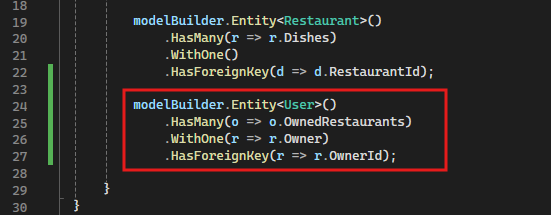 18
19 modelBuilder.Entity<Restaurant>()
20 .HasMany(r => r.Dishes)
21 .WithOne()
22 .HasForeignKey(d => d.RestaurantId);
23
24 modelBuilder.Entity<User>()
25 .HasMany(o => o.OwnedRestaurants)
26 .WithOne(r => r.Owner)
27 .HasForeignKey(r => r.OwnerId);
28
29 }
30 }